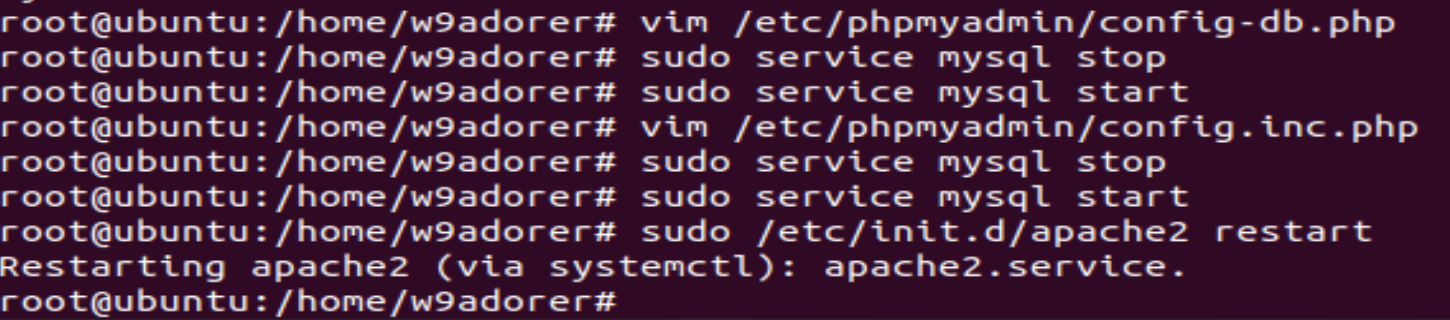 root@ubuntu:/home/w9adorer# vim /etc/phpmyadmin/config-db.php
root@ubuntu:/home/w9adorer# sudo service mysql stop
root@ubuntu:/home/w9adorer# sudo service mysql start
root@ubuntu:/home/w9adorer# vim /etc/phpmyadmin/config.inc.php
root@ubuntu:/home/w9adorer# sudo service mysql stop
root@ubuntu:/home/w9adorer# sudo service mysql start
root@ubuntu:/home/w9adorer# sudo /etc/init.d/apache2 restart
Restarting apache2 (via systemctl): apache2.service.
root@ubuntu:/home/w9adorer#